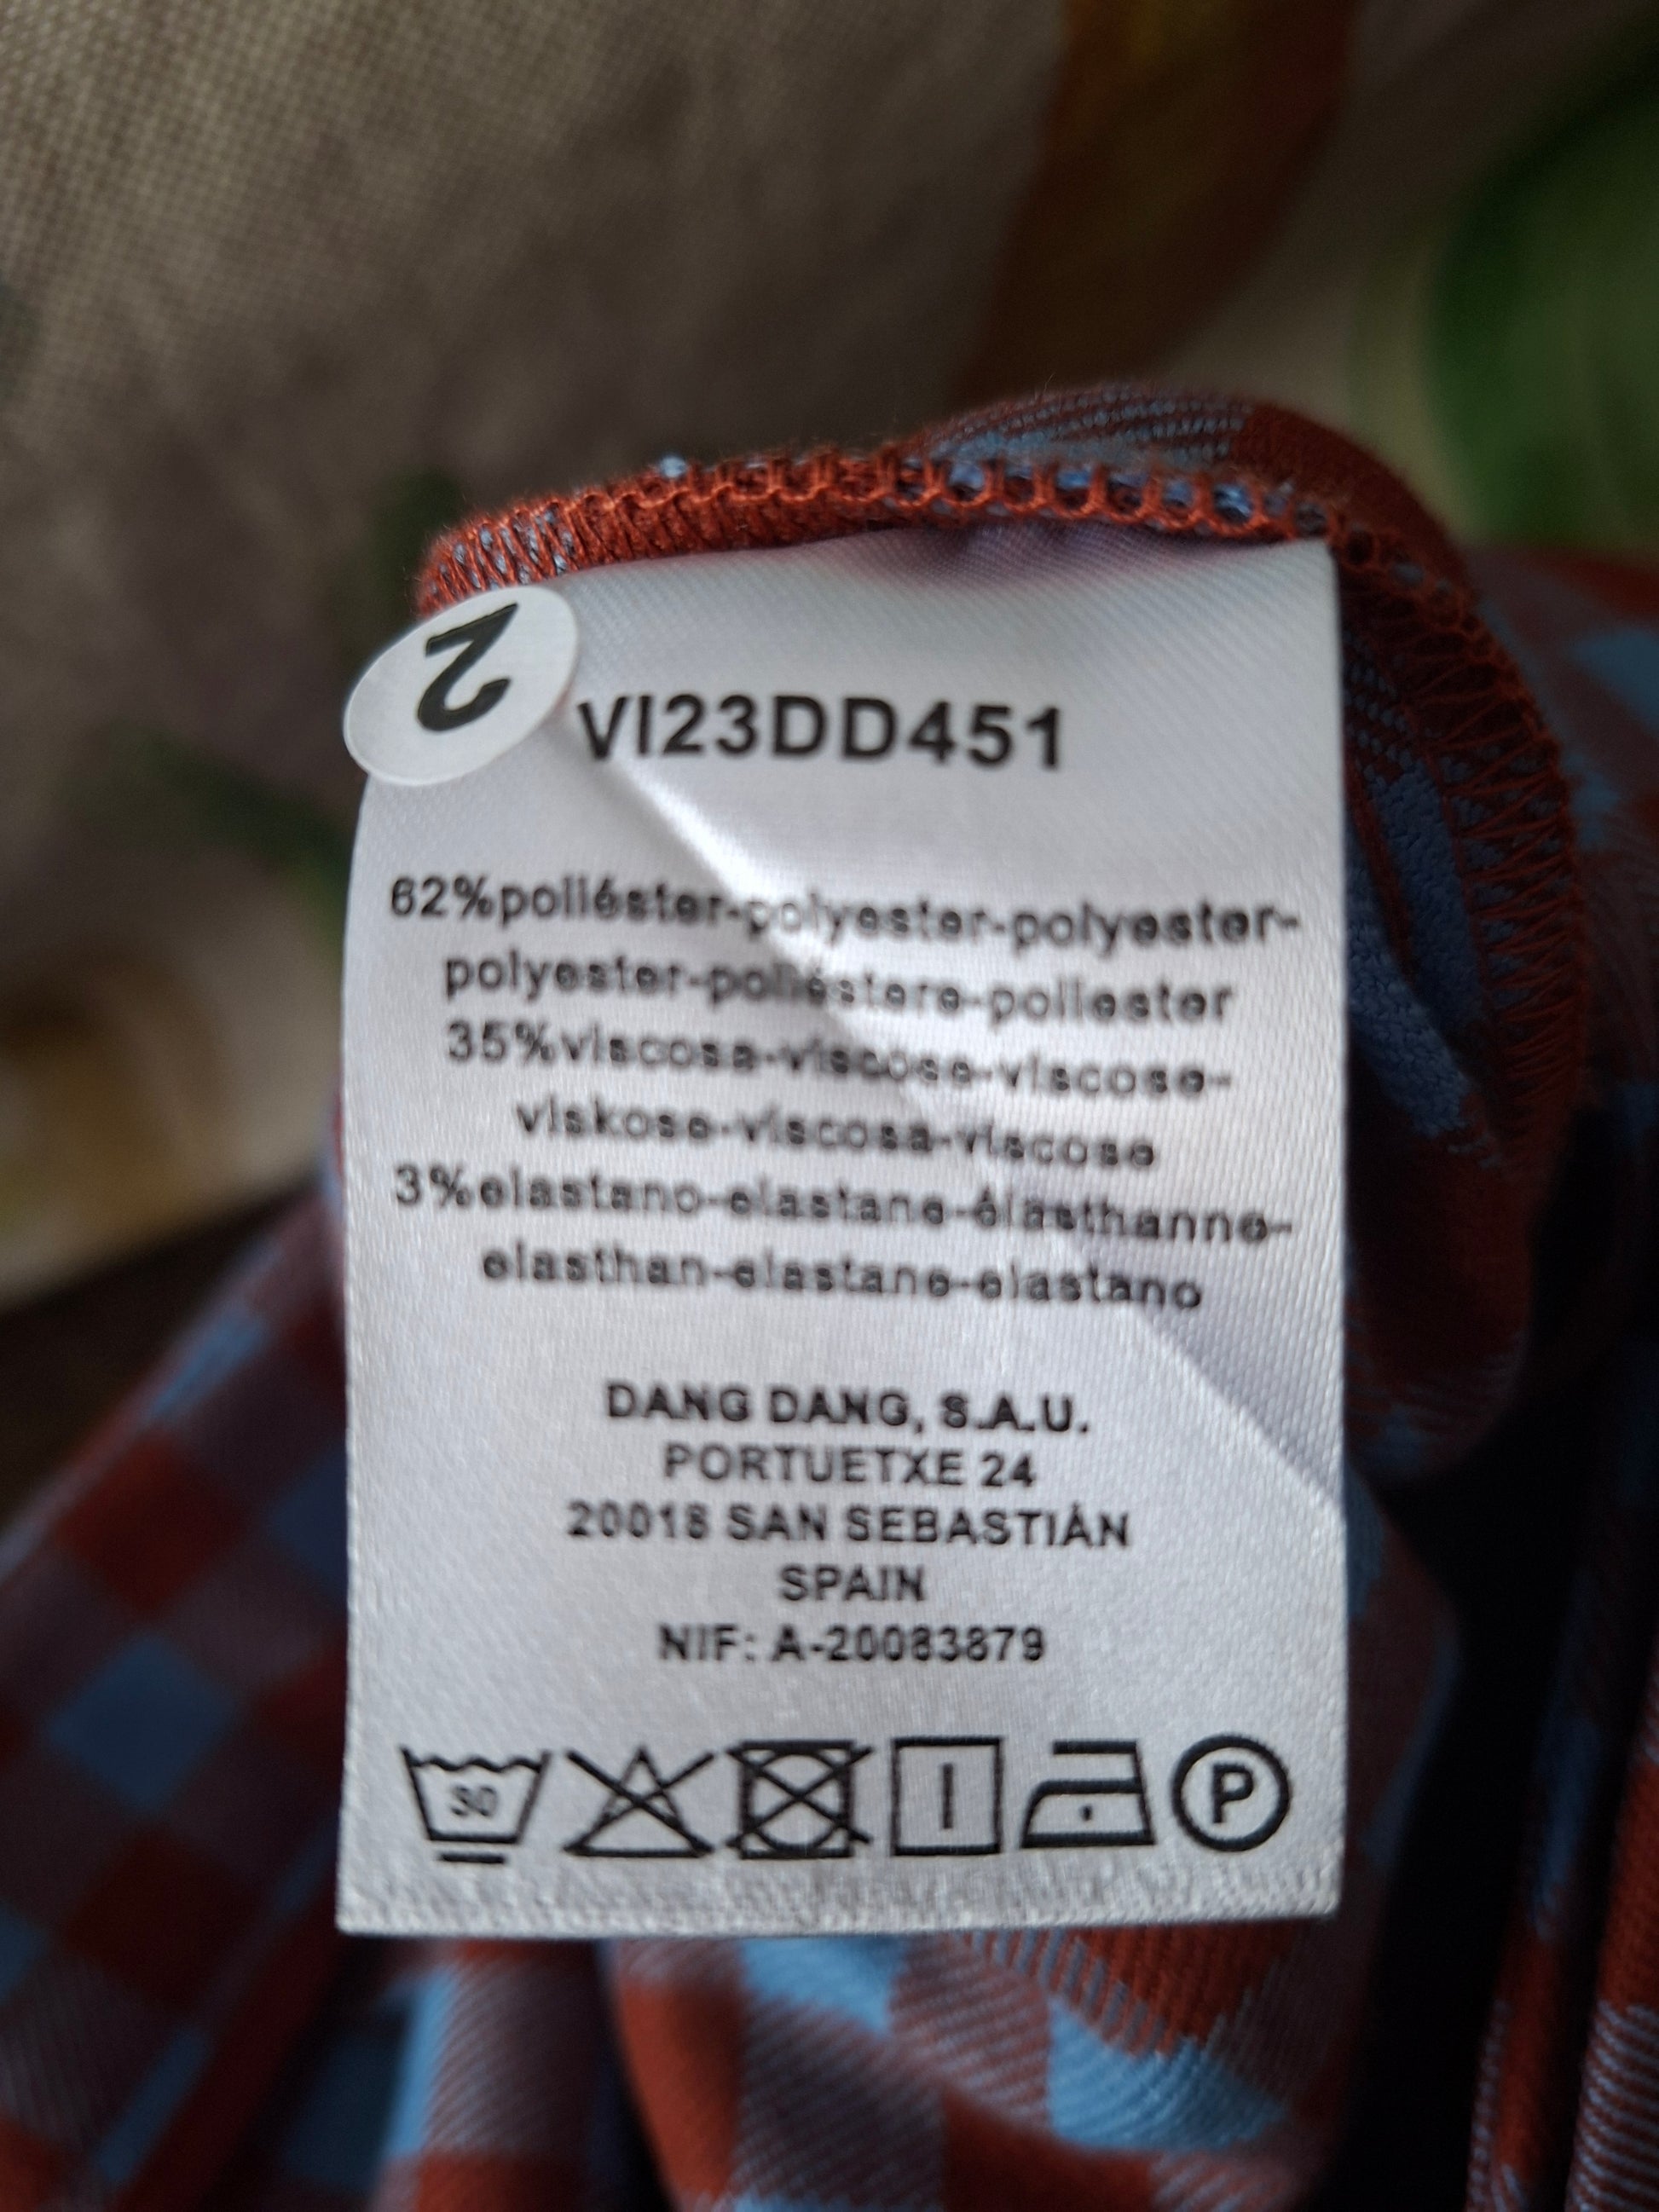 2
VI23DD451
62%poliéster-polyester-polyester-
polyester-poliéstere-poliester
35%viscosa-viscose-viscose-
viskose-viscosa-viscose
3%elastano-elastane-élasthanne-
elasthan-elastane-elastano
DANG DANG, S.A.U.
PORTUETXE 24
20018 SAN SEBASTIÁN
SPAIN
NIF: A-20083879
30
P